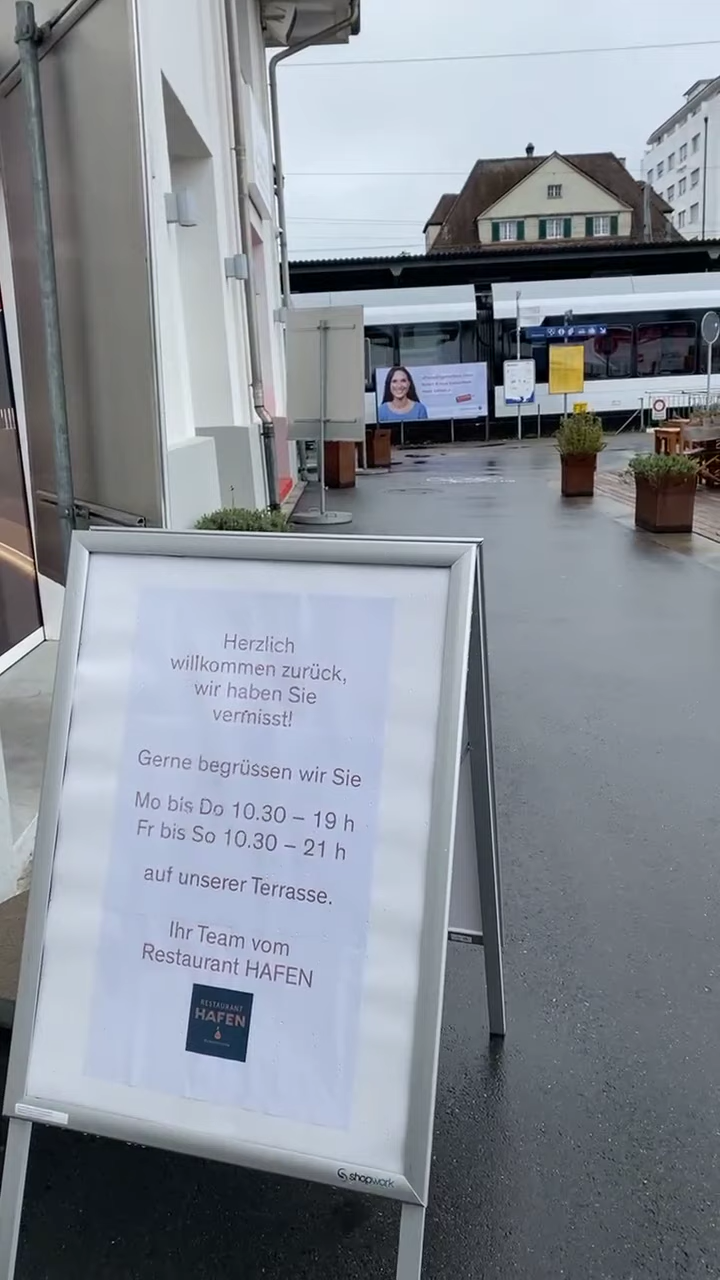 Herzlich
willkommen zurück,
wir haben Sie
vermisst!
Gerne begrüssen wir Sie
Mo bis Do 10.30 – 19 h
Fr bis So 10.30 – 21 h
auf unserer Terrasse.
Ihr Team vom
Restaurant HAFEN
RESTAURANT
HAFEN
shopwork